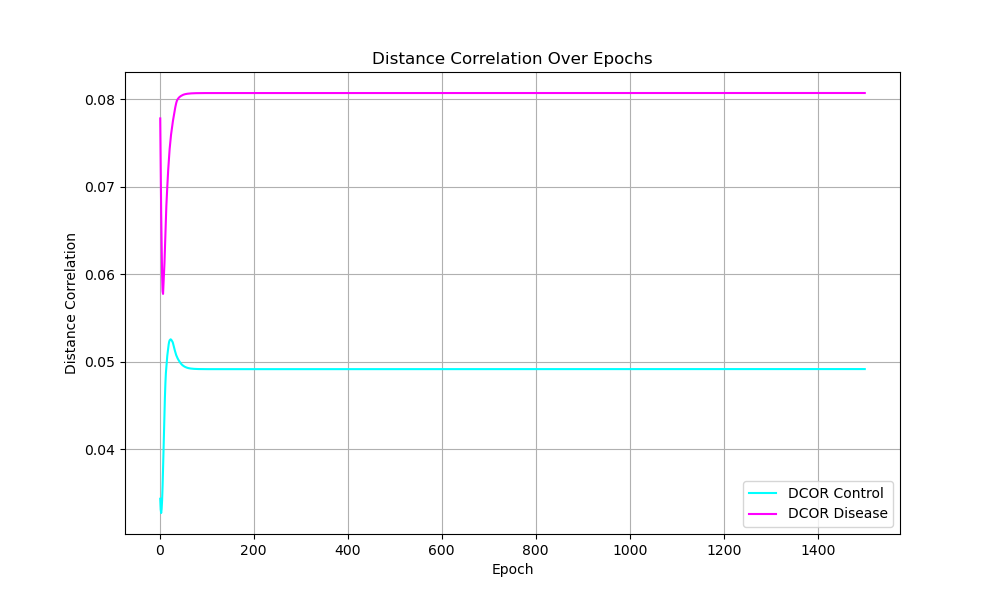 Distance Correlation Over Epochs
0.08
0.07
0.06
0.05
0.04
Distance Correlation
0
200
400
600
800
1000
1200
1400
Epoch
DCOR Control
DCOR Disease